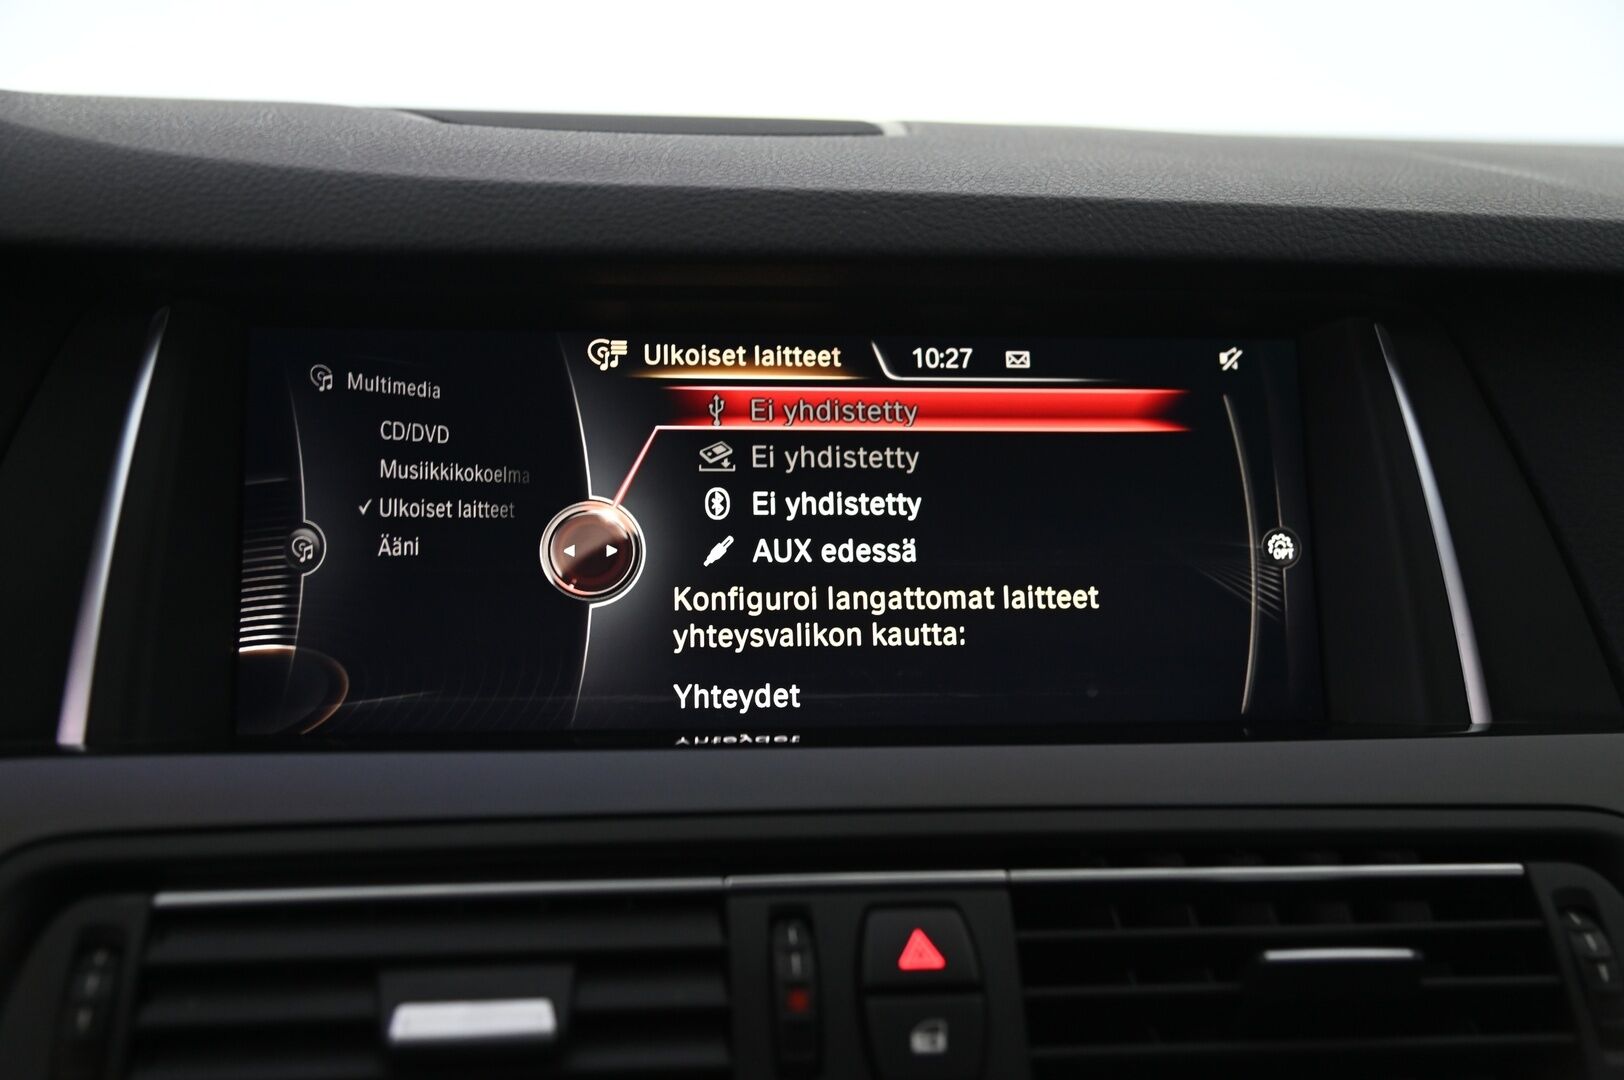 Multimedia
CD/DVD
Musiikkikokoelma
Ulkoiset laitteet
Ääni
Ulkoiset laitteet 10:27
Ei yhdistetty
Ei yhdistetty
Ei yhdistetty
AUX edessä
Konfiguroi langattomat laitteet
yhteysvalikon kautta:
Yhteydet
OPT